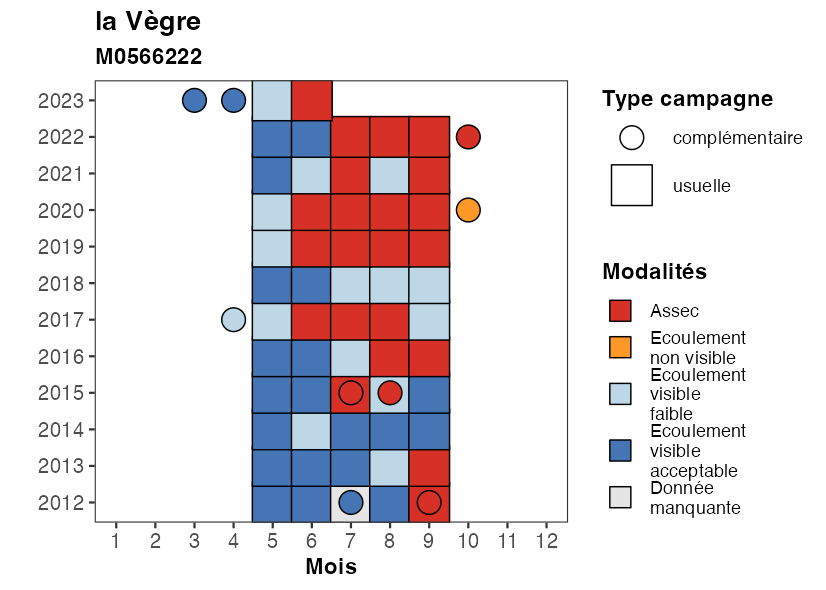 la Vègre
M0566222
2023
2022
2021
2020
2019
2018
2017
2016
2015
2014
2013
2012
1 2 3 4 5 6 7 8 9 10 11 12
Mois
Type campagne
complémentaire
usuelle
Modalités
Assec
Ecoulement
non visible
Ecoulement
visible
faible
Ecoulement
visible
acceptable
Donnée
manquante